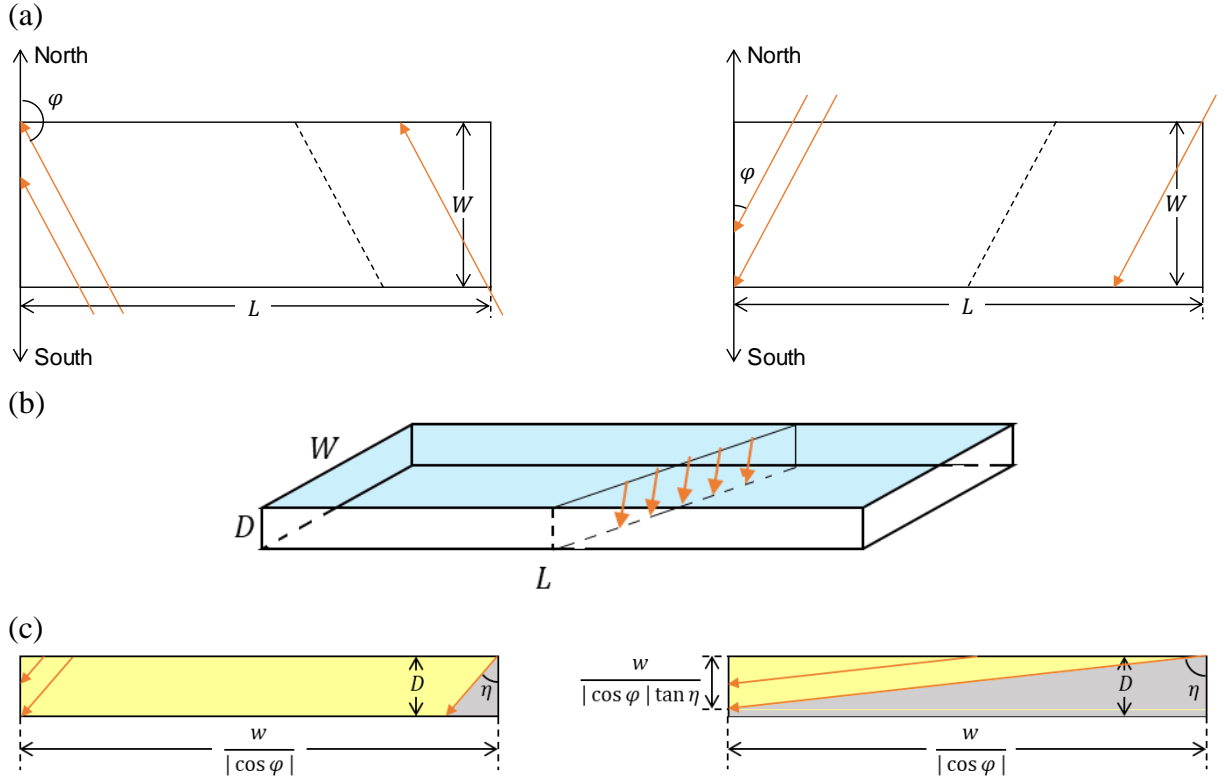 (a)
North
North
φ
φ
W
W
L
L
South
South
(b)
W
D
L
(c)
D
η
w
| cos φ | tan η
D
η
w
| cos φ |
w
| cos φ |